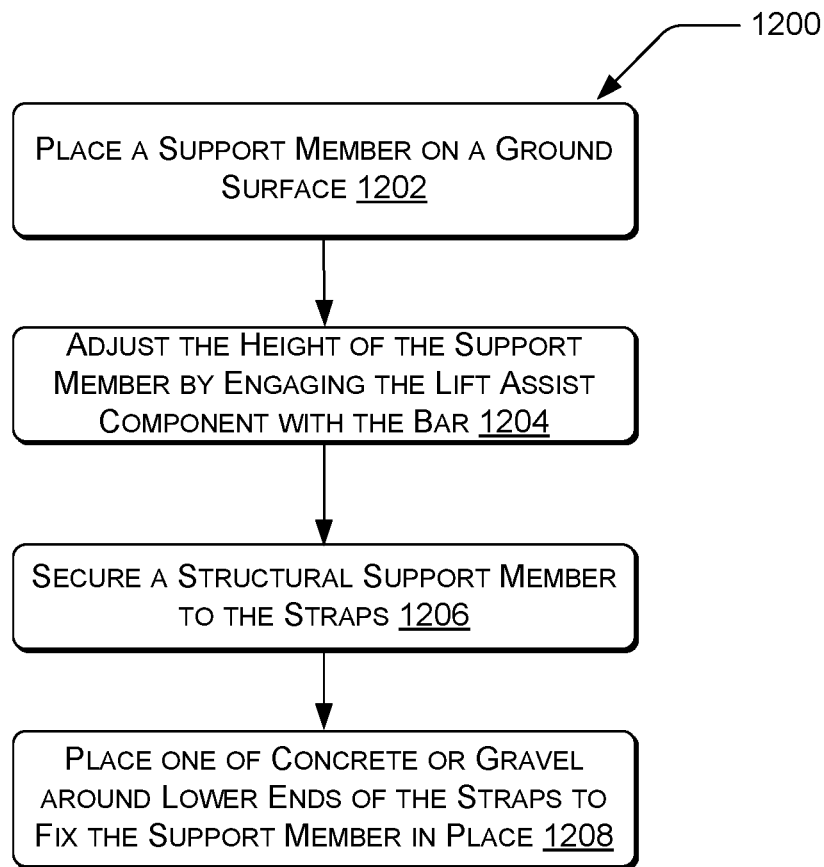 1200
PLACE A SUPPORT MEMBER ON A GROUND
SURFACE 1202
ADJUST THE HEIGHT OF THE SUPPORT
MEMBER BY ENGAGING THE LIFT ASSIST
COMPONENT WITH THE BAR 1204
SECURE A STRUCTURAL SUPPORT MEMBER
TO THE STRAPS 1206
PLACE ONE OF CONCRETE OR GRAVEL
AROUND LOWER ENDS OF THE STRAPS TO
FIX THE SUPPORT MEMBER IN PLACE 1208